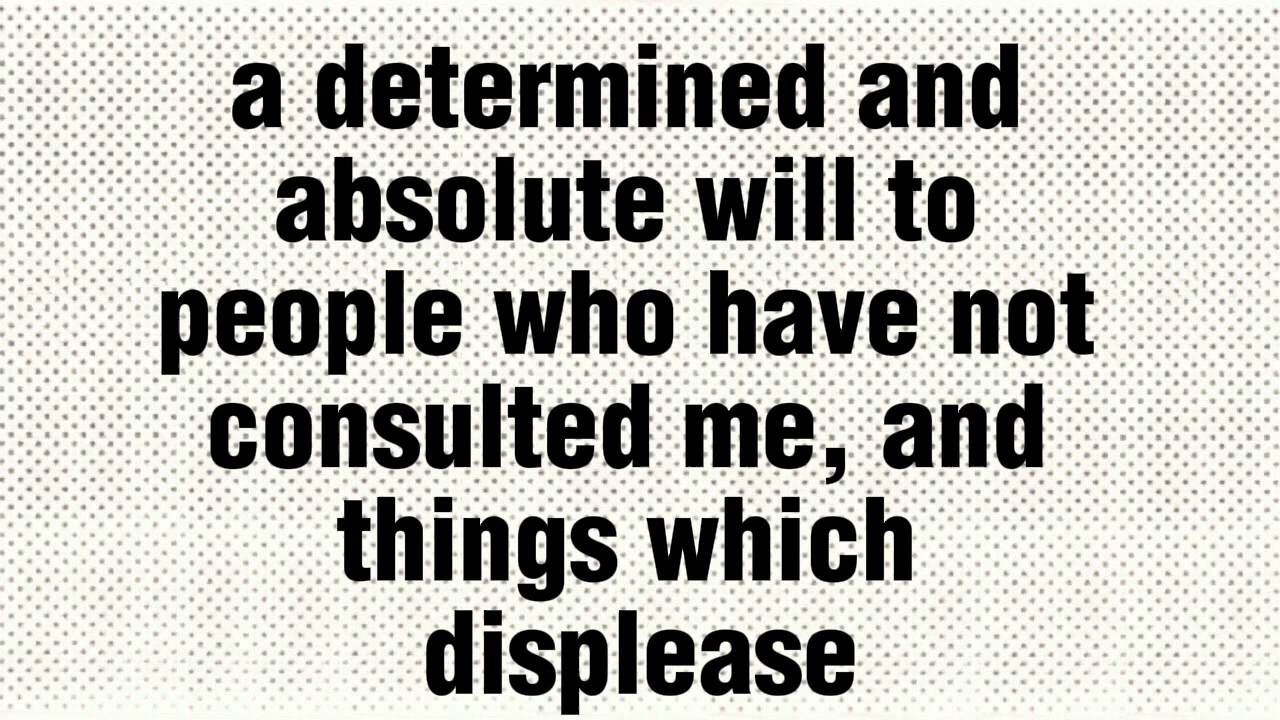 a determined and
absolute will to
people who have not
consulted me, and
things which
displease